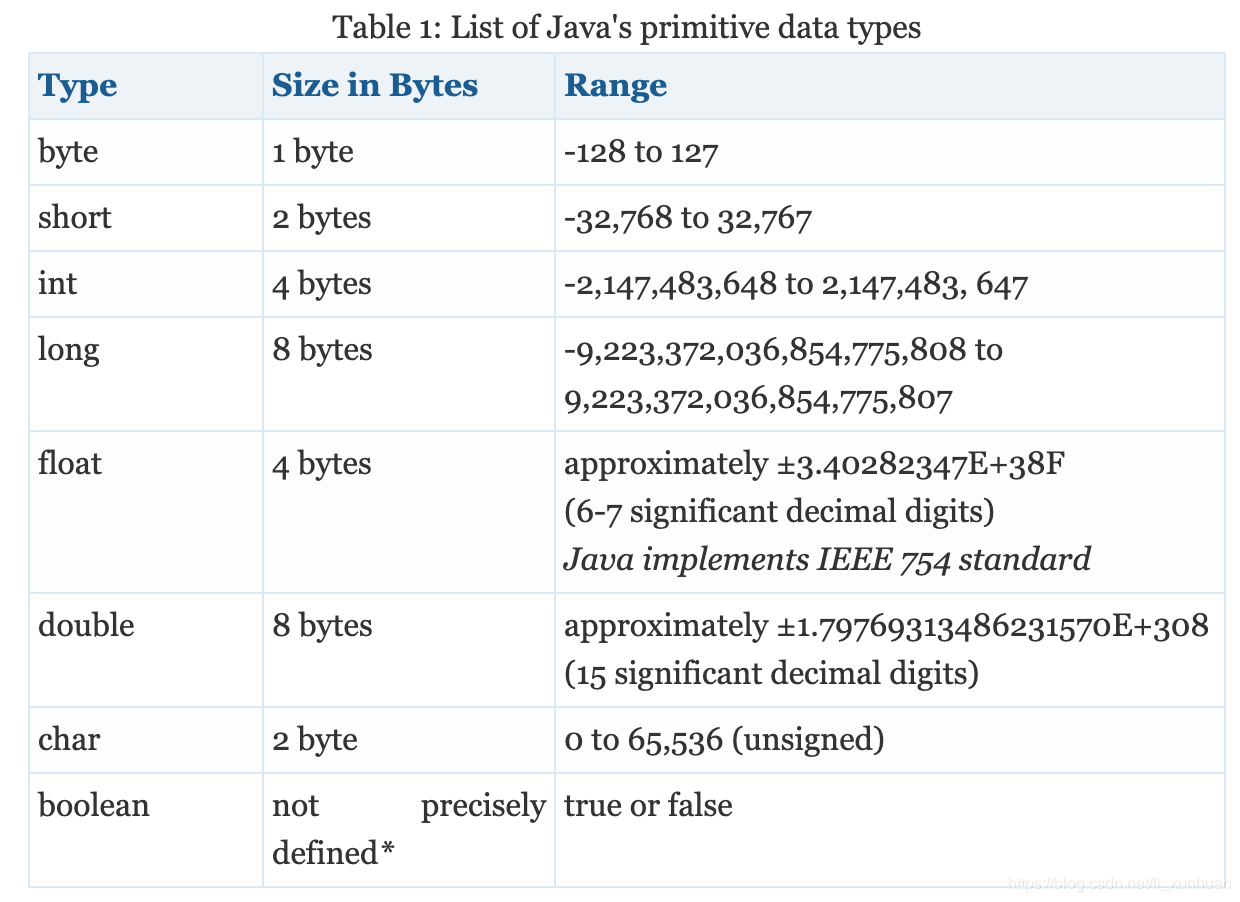 Table 1: List of Java's primitive data types
Type Size in Bytes Range
byte 1 byte -128 to 127
short 2 bytes -32,768 to 32,767
int 4 bytes -2,147,483,648 to 2,147,483, 647
long 8 bytes -9,223,372,036,854,775,808 to
9,223,372,036,854,775,807
float 4 bytes approximately ±3.40282347E+38F
(6-7 significant decimal digits)
Java implements IEEE 754 standard
double 8 bytes approximately ±1.79769313486231570E+308
(15 significant decimal digits)
char 2 byte 0 to 65,536 (unsigned)
boolean not precisely true or false
defined*
https://blog.csdn.net/li_xunhuan